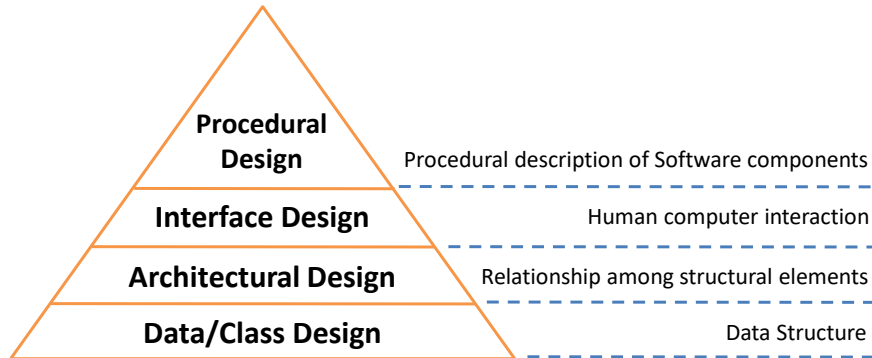 Procedural
Design
Procedural description of Software components
Interface Design
Human computer interaction
Architectural Design
Relationship among structural elements
Data/Class Design
Data Structure